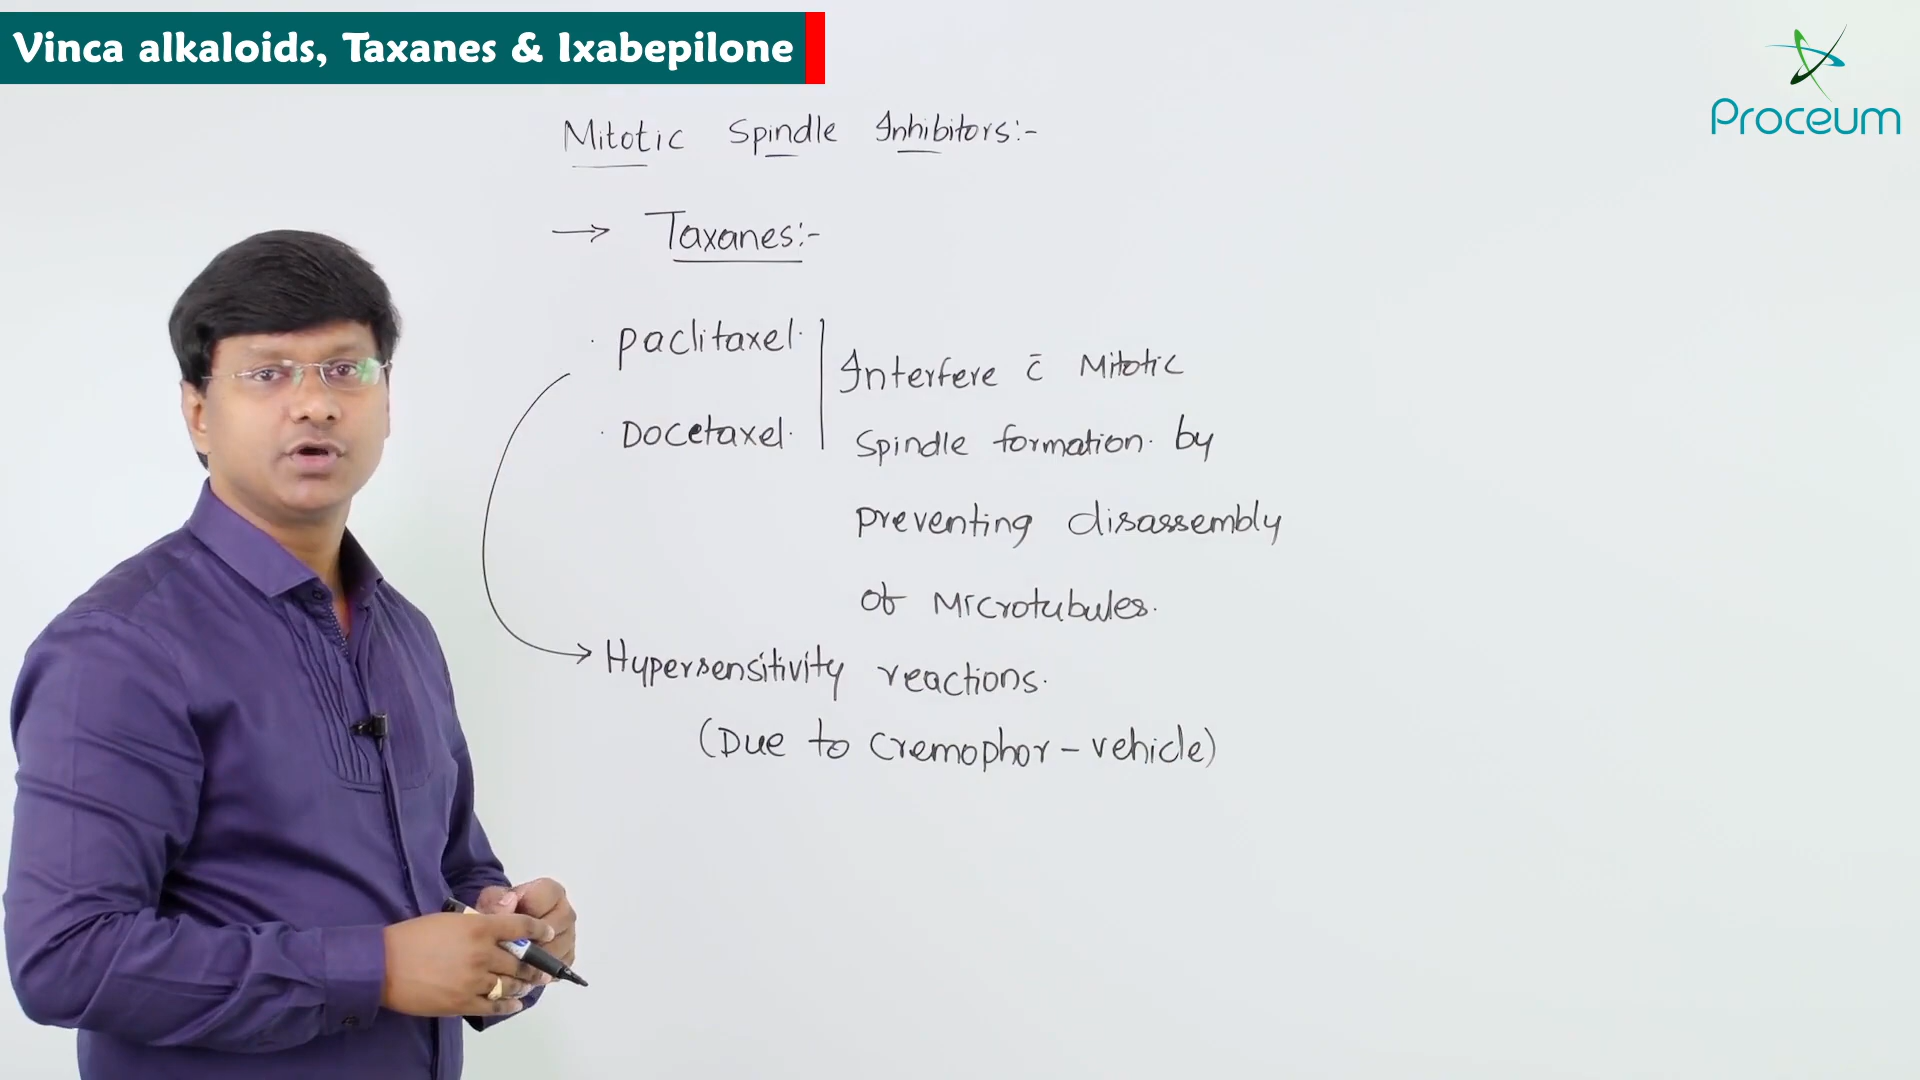 Vinca alkaloids, Taxanes & Ixabepilone
Proceum
Mitotic Spindle Inhibitors:-
→ Taxanes:-
· paclitaxel·
· Docetaxel·
Interfere c̄ Mitotic
Spindle formation· by
preventing disassembly
of Microtubules·
→ Hypersensitivity reactions·
(Due to Cremophor - vehicle)